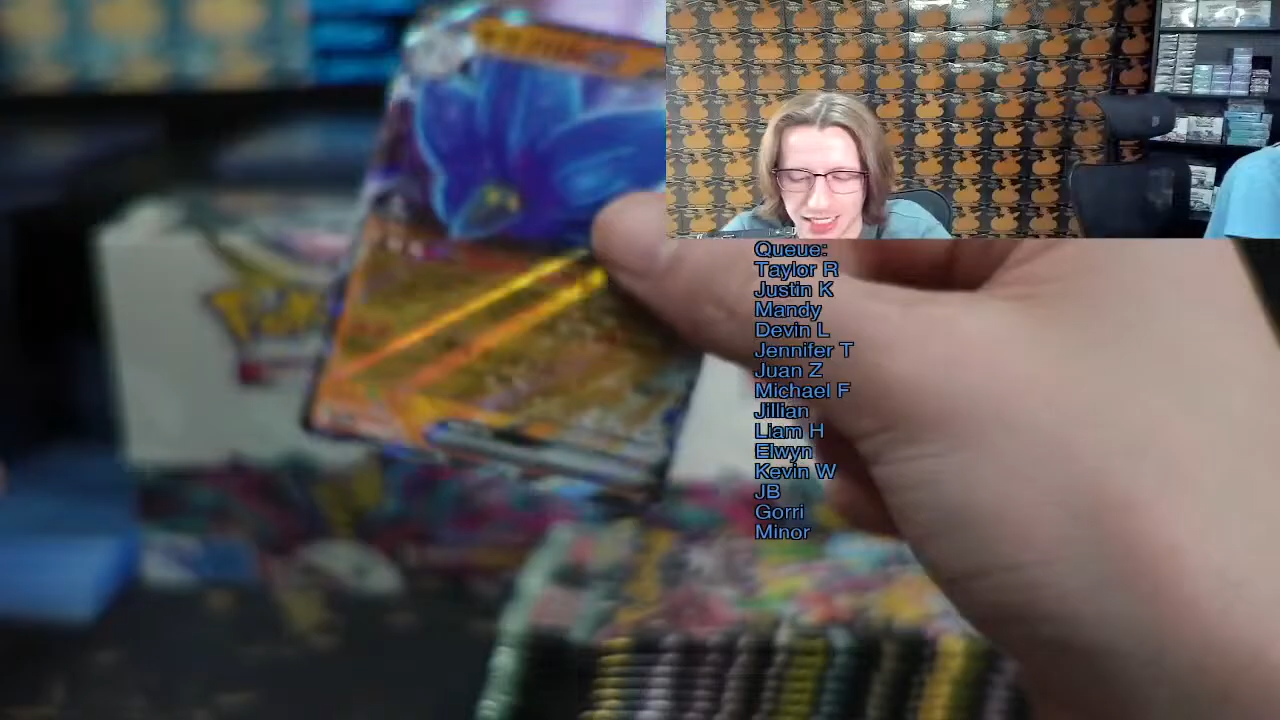 Queue:
Taylor R
Justin K
Mandy
Devin L
Jennifer T
Juan Z
Michael F
Jillian
Liam H
Elwyn
Kevin W
JB
Gorri
Minor